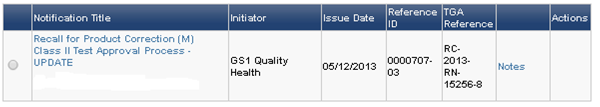 Notification Title Initiator Issue Date Reference ID TGA Reference Actions
Recall for Product Correction (M)
Class II Test Approval Process -
UPDATE
GS1 Quality
Health
05/12/2013
0000707-
03
RC-
2013-
RN-
15256-8
Notes